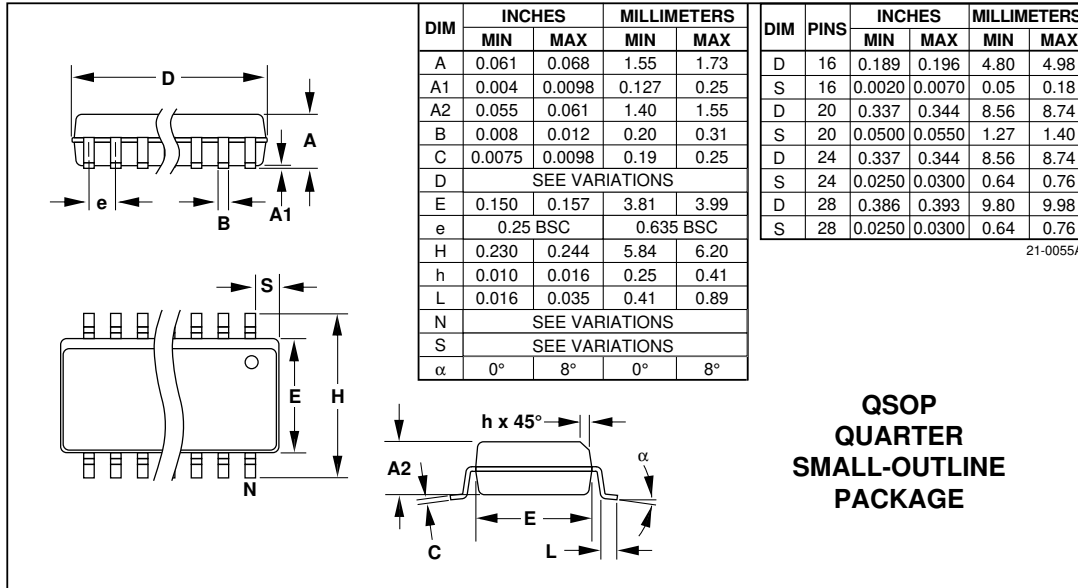 D
A
e
B
A1
S
E
H
N
h x 45°
A2
α
E
C
L
DIM INCHES MILLIMETERS
MIN MAX MIN MAX
A 0.061 0.068 1.55 1.73
A1 0.004 0.0098 0.127 0.25
A2 0.055 0.061 1.40 1.55
B 0.008 0.012 0.20 0.31
C 0.0075 0.0098 0.19 0.25
D SEE VARIATIONS
E 0.150 0.157 3.81 3.99
e 0.25 BSC 0.635 BSC
H 0.230 0.244 5.84 6.20
h 0.010 0.016 0.25 0.41
L 0.016 0.035 0.41 0.89
N SEE VARIATIONS
S SEE VARIATIONS
α 0° 8° 0° 8°
DIM PINS INCHES MILLIMETERS
MIN MAX MIN MAX
D 16 0.189 0.196 4.80 4.98
S 16 0.0020 0.0070 0.05 0.18
D 20 0.337 0.344 8.56 8.74
S 20 0.0500 0.0550 1.27 1.40
D 24 0.337 0.344 8.56 8.74
S 24 0.0250 0.0300 0.64 0.76
D 28 0.386 0.393 9.80 9.98
S 28 0.0250 0.0300 0.64 0.76
21-0055A
QSOP
QUARTER
SMALL-OUTLINE
PACKAGE